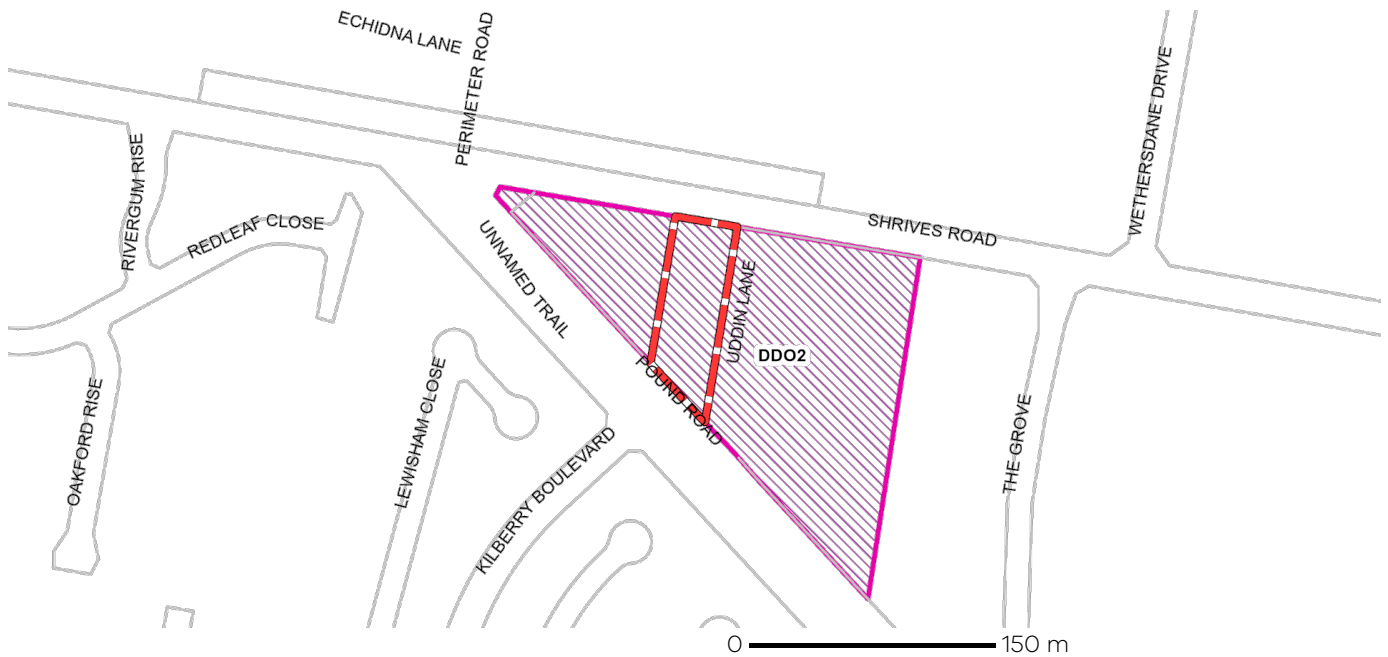 ECHIDNA LANE
PERIMETER ROAD
WETHERSDANE DRIVE
RIVERGUM RISE
REDLEAF CLOSE
UNNAMED TRAIL
SHRIVES ROAD
UDDIN LANE
DDO2
POUND ROAD
OAKFORD RISE
LEWISHAM CLOSE
KILBERRY BOULEVARD
THE GROVE
0 150 m